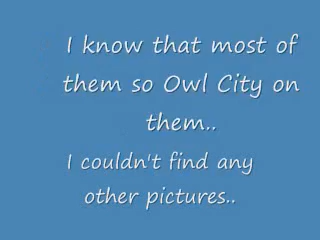 I know that most of
them so Owl City on
them..
I couldn't find any
other pictures..